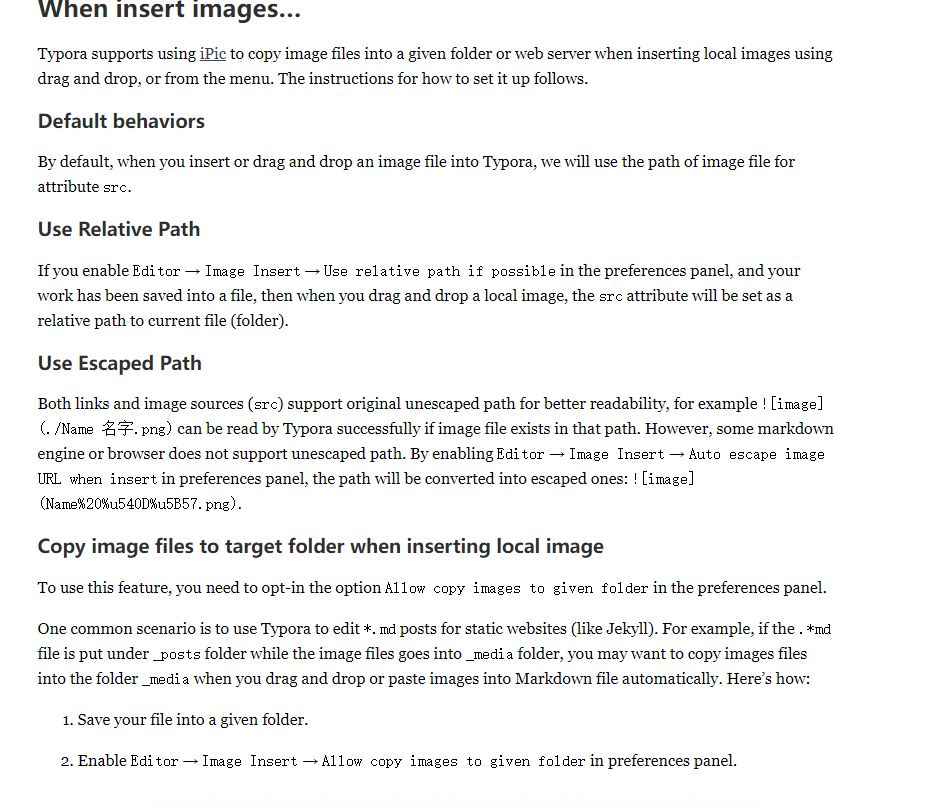 When insert images...
Typora supports using iPic to copy image files into a given folder or web server when inserting local images using
drag and drop, or from the menu. The instructions for how to set it up follows.
Default behaviors
By default, when you insert or drag and drop an image file into Typora, we will use the path of image file for
attribute src.
Use Relative Path
If you enable Editor → Image Insert → Use relative path if possible in the preferences panel, and your
work has been saved into a file, then when you drag and drop a local image, the src attribute will be set as a
relative path to current file (folder).
Use Escaped Path
Both links and image sources (src) support original unescaped path for better readability, for example ![image]
(./Name 名字.png) can be read by Typora successfully if image file exists in that path. However, some markdown
engine or browser does not support unescaped path. By enabling Editor → Image Insert → Auto escape image
URL when insert in preferences panel, the path will be converted into escaped ones: ![image]
(Name%20%u540D%u5B57.png).
Copy image files to target folder when inserting local image
To use this feature, you need to opt-in the option Allow copy images to given folder in the preferences panel.
One common scenario is to use Typora to edit *.md posts for static websites (like Jekyll). For example, if the .*md
file is put under _posts folder while the image files goes into _media folder, you may want to copy images files
into the folder _media when you drag and drop or paste images into Markdown file automatically. Here’s how:
1. Save your file into a given folder.
2. Enable Editor → Image Insert → Allow copy images to given folder in preferences panel.